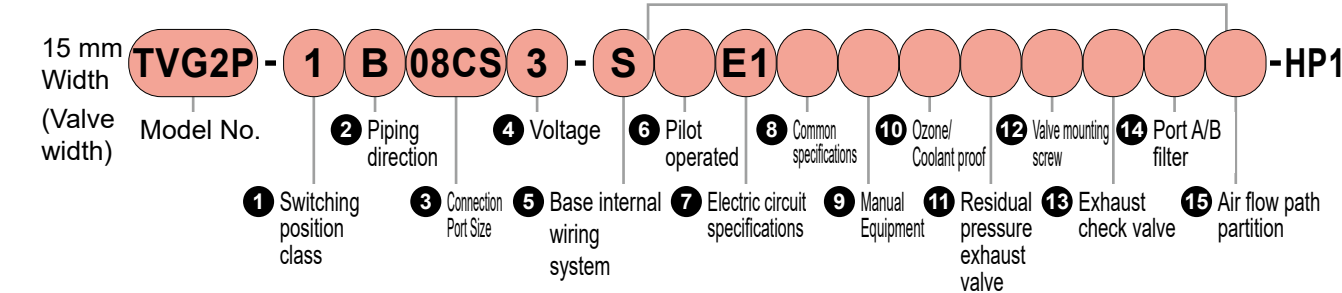 15 mm Width
(Valve width)
TVG2P - 1 B 08CS 3 - S E1 -HP1
Model No.
2 Piping direction
4 Voltage
6 Pilot operated
8 Common specifications
10 Ozone/ Coolant proof
12 Valve mounting screw
14 Port A/B filter
1 Switching position class
3 Connection Port Size
5 Base internal wiring system
7 Electric circuit specifications
9 Manual Equipment
11 Residual pressure exhaust valve
13 Exhaust check valve
15 Air flow path partition